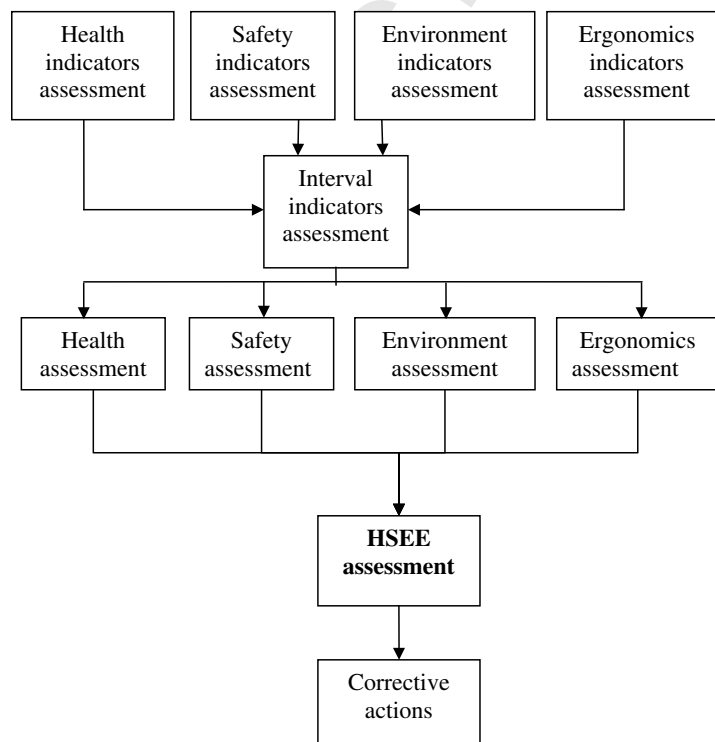 Health
indicators
assessment
Safety
indicators
assessment
Environment
indicators
assessment
Ergonomics
indicators
assessment
Interval
indicators
assessment
Health
assessment
Safety
assessment
Environment
assessment
Ergonomics
assessment
HSEE
assessment
Corrective
actions